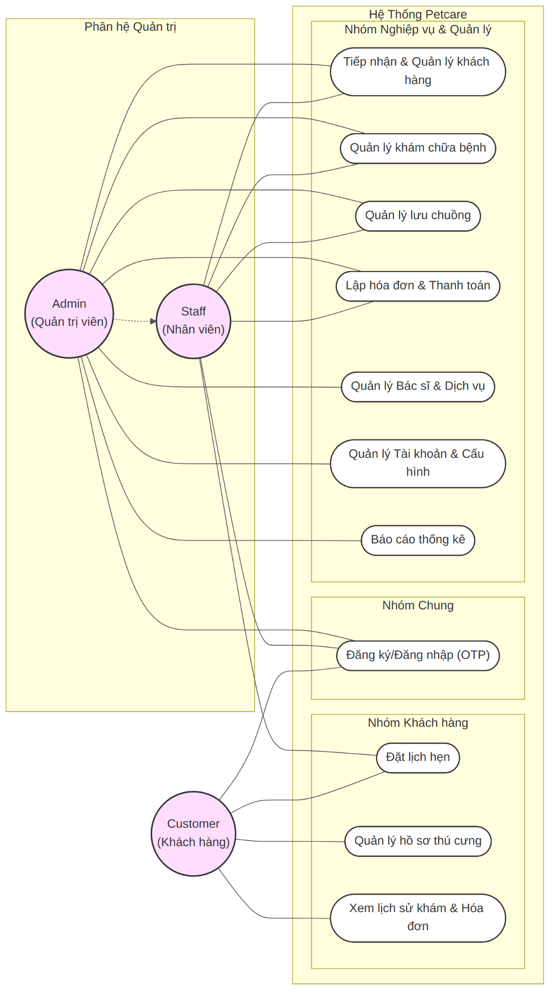 Phân hệ Quản trị
Hệ Thống Petcare
Nhóm Nghiệp vụ & Quản lý
Tiếp nhận & Quản lý khách
hàng
Quản lý khám chữa bệnh
Quản lý lưu chuồng
Lập hóa đơn & Thanh toán
Admin
(Quản trị viên)
Staff
(Nhân viên)
Quản lý Bác sĩ & Dịch vụ
Quản lý Tài khoản & Cấu
hình
Báo cáo thống kê
Nhóm Chung
Đăng ký/Đăng nhập (OTP)
Nhóm Khách hàng
Đặt lịch hẹn
Customer
(Khách hàng)
Quản lý hồ sơ thú cưng
Xem lịch sử khám & Hóa
đơn